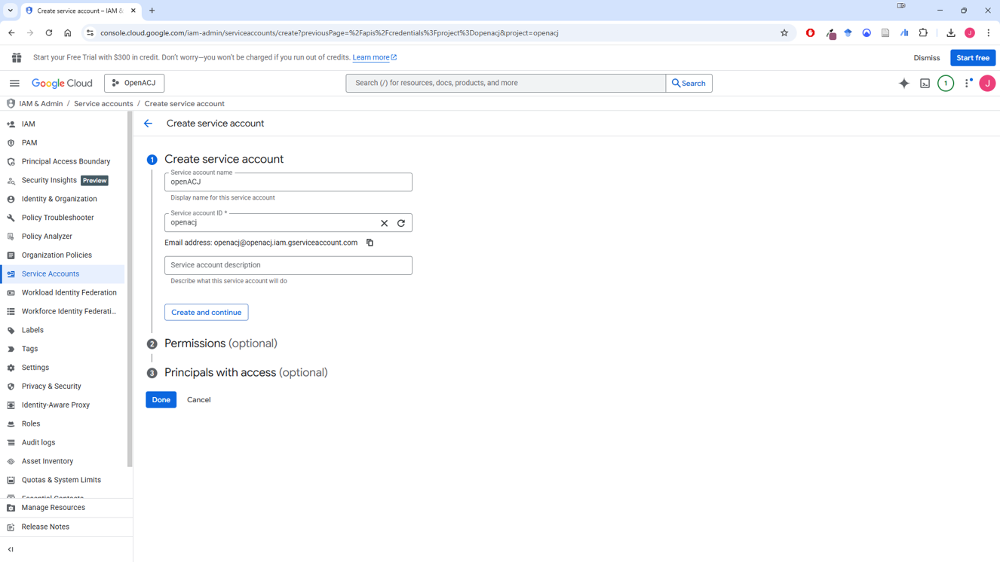 Create service account – IAM &
console.cloud.google.com/iam-admin/serviceaccounts/create?previousPage=%2Fapis%2Fcredentials%3Fproject%3Dopenacj&project=openacj
J
Start your Free Trial with $300 in credit. Don't worry—you won't be charged if you run out of credits. Learn more
Dismiss
Start free
Google Cloud
OpenACJ
Search (/) for resources, docs, products, and more
Search
1
J
IAM & Admin / Service accounts / Create service account
IAM
PAM
Principal Access Boundary
Security Insights Preview
Identity & Organization
Policy Troubleshooter
Policy Analyzer
Organization Policies
Service Accounts
Workload Identity Federation
Workforce Identity Federati...
Labels
Tags
Settings
Privacy & Security
Identity-Aware Proxy
Roles
Audit logs
Asset Inventory
Quotas & System Limits
Essential Contacts
Manage Resources
Release Notes
Create service account
1 Create service account
Service account name
openACJ
Display name for this service account
Service account ID *
openacj
Email address: openacj@openacj.iam.gserviceaccount.com
Service account description
Describe what this service account will do
Create and continue
2 Permissions (optional)
3 Principals with access (optional)
Done
Cancel